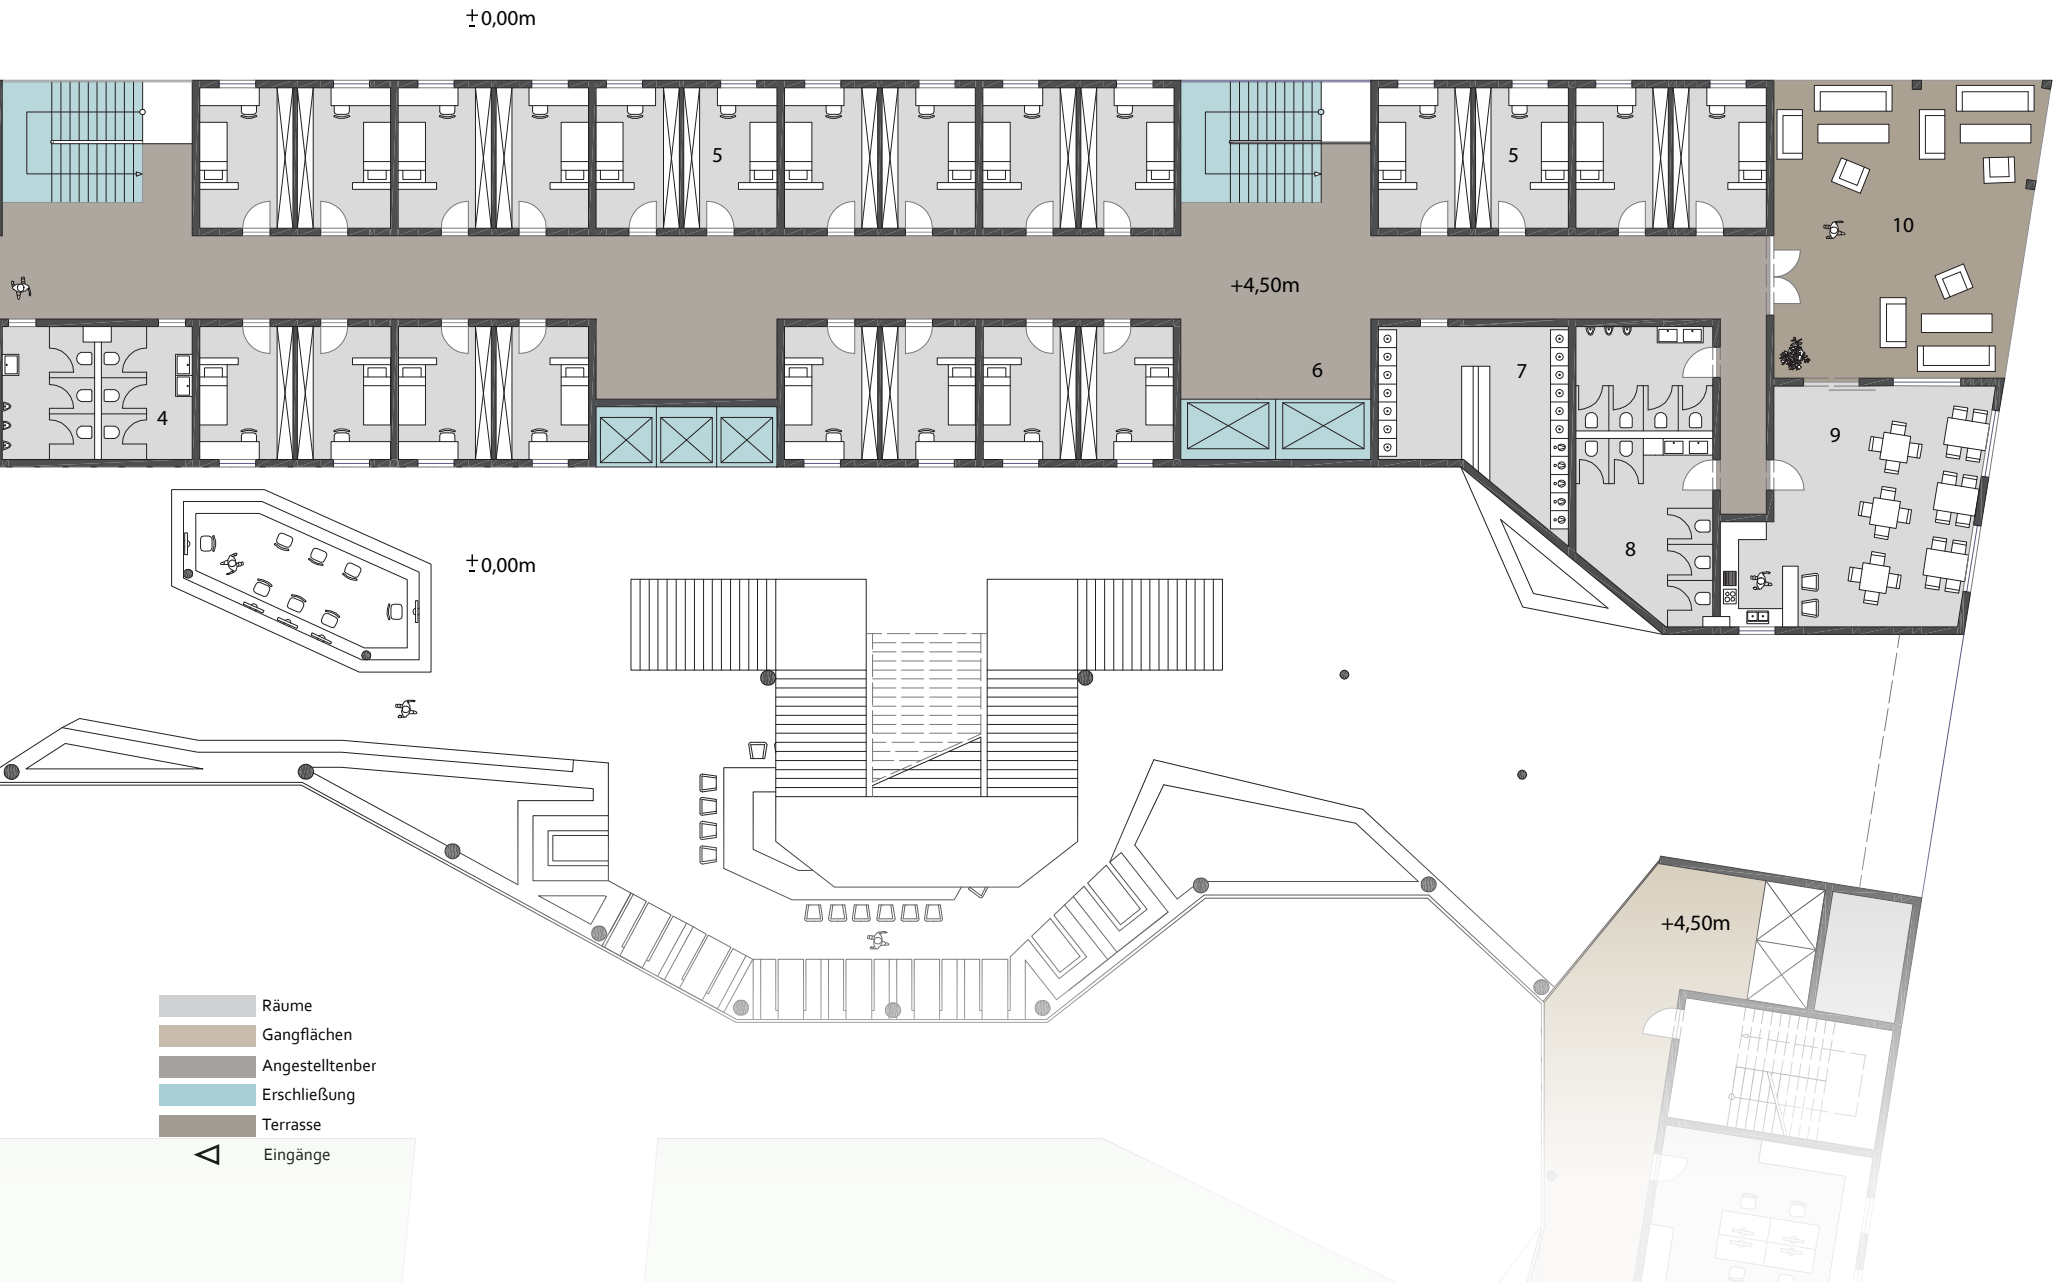 ±0,00m
5
5
10
+4,50m
6
7
4
9
8
±0,00m
+4,50m
Räume
Gangflächen
Angestelltenber
Erschließung
Terrasse
Eingänge